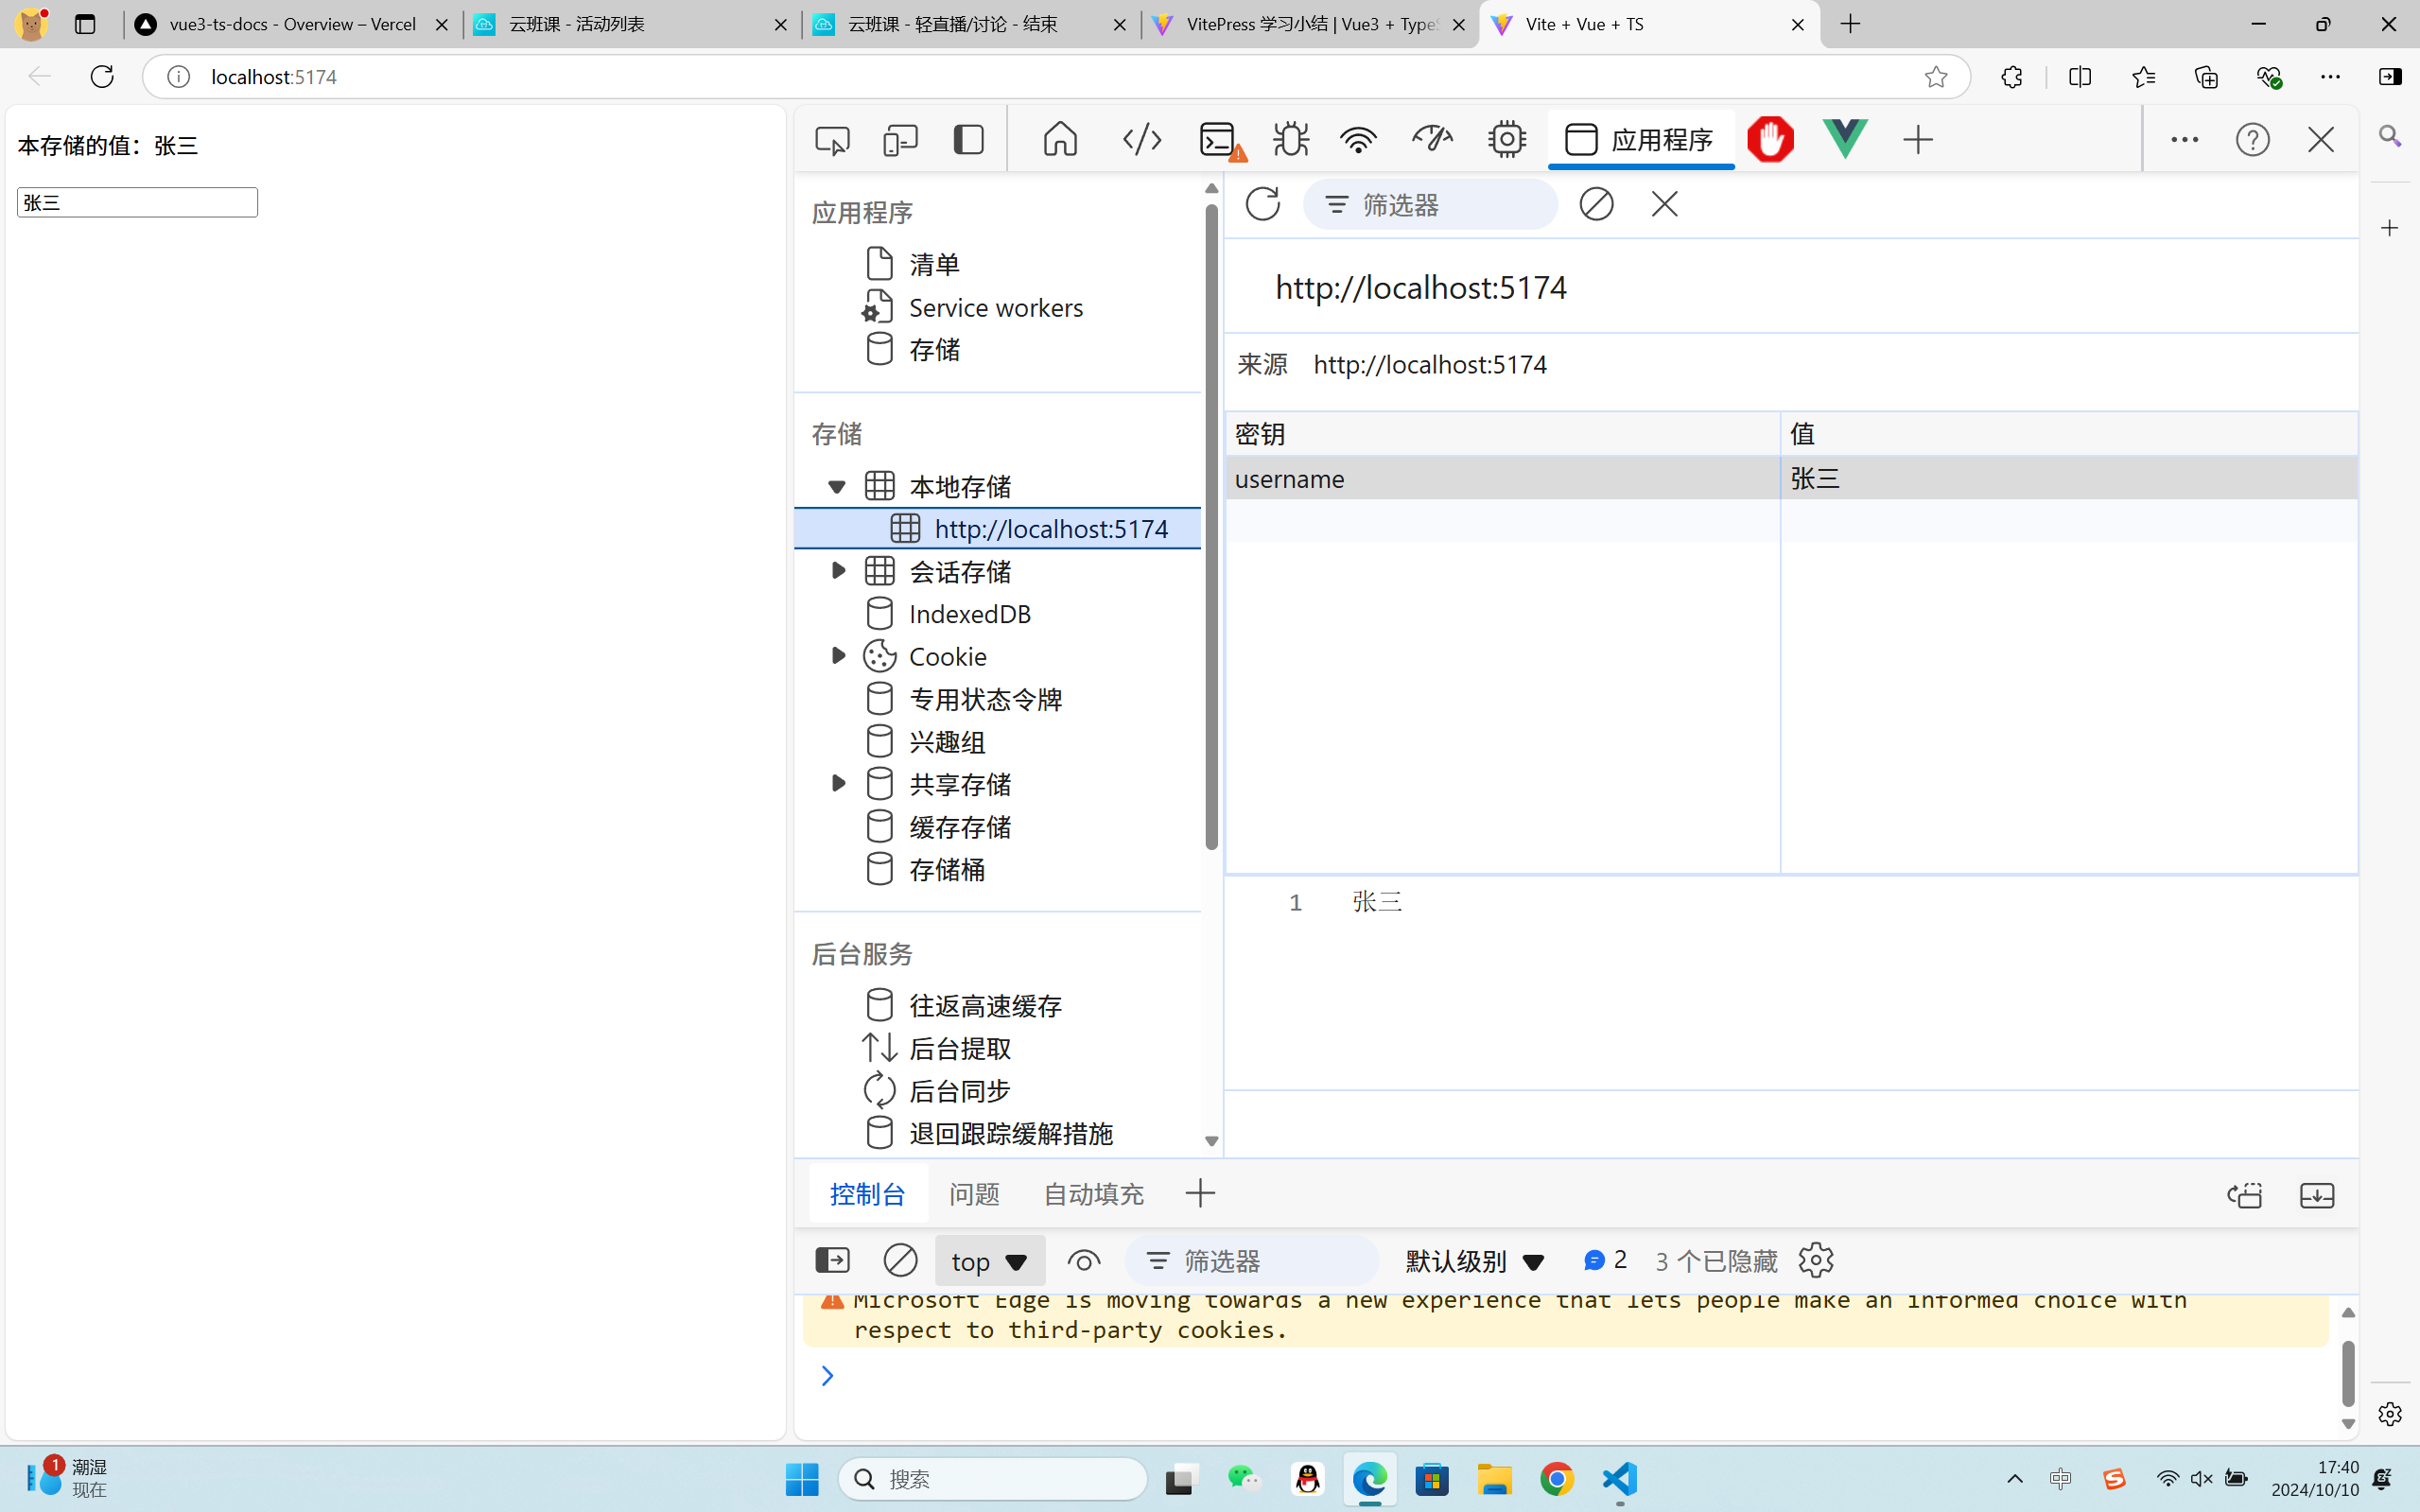 vue3-ts-docs - Overview – Vercel
云班课 - 活动列表
云班课 - 轻直播/讨论 - 结束
VitePress 学习小结 | Vue3 + Type
Vite + Vue + TS
localhost:5174
本存储的值：张三
张三
应用程序
应用程序
清单
Service workers
存储
存储
本地存储
http://localhost:5174
会话存储
IndexedDB
Cookie
专用状态令牌
兴趣组
共享存储
缓存存储
存储桶
后台服务
往返高速缓存
后台提取
后台同步
退回跟踪缓解措施
筛选器
http://localhost:5174
来源 http://localhost:5174
密钥 值
username 张三
1 张三
控制台 问题 自动填充
top 筛选器 默认级别 2 3 个已隐藏
Microsoft Edge is moving towards a new experience that lets people make an informed choice with
respect to third-party cookies.
1 潮湿
现在
搜索
中
17:40
2024/10/10